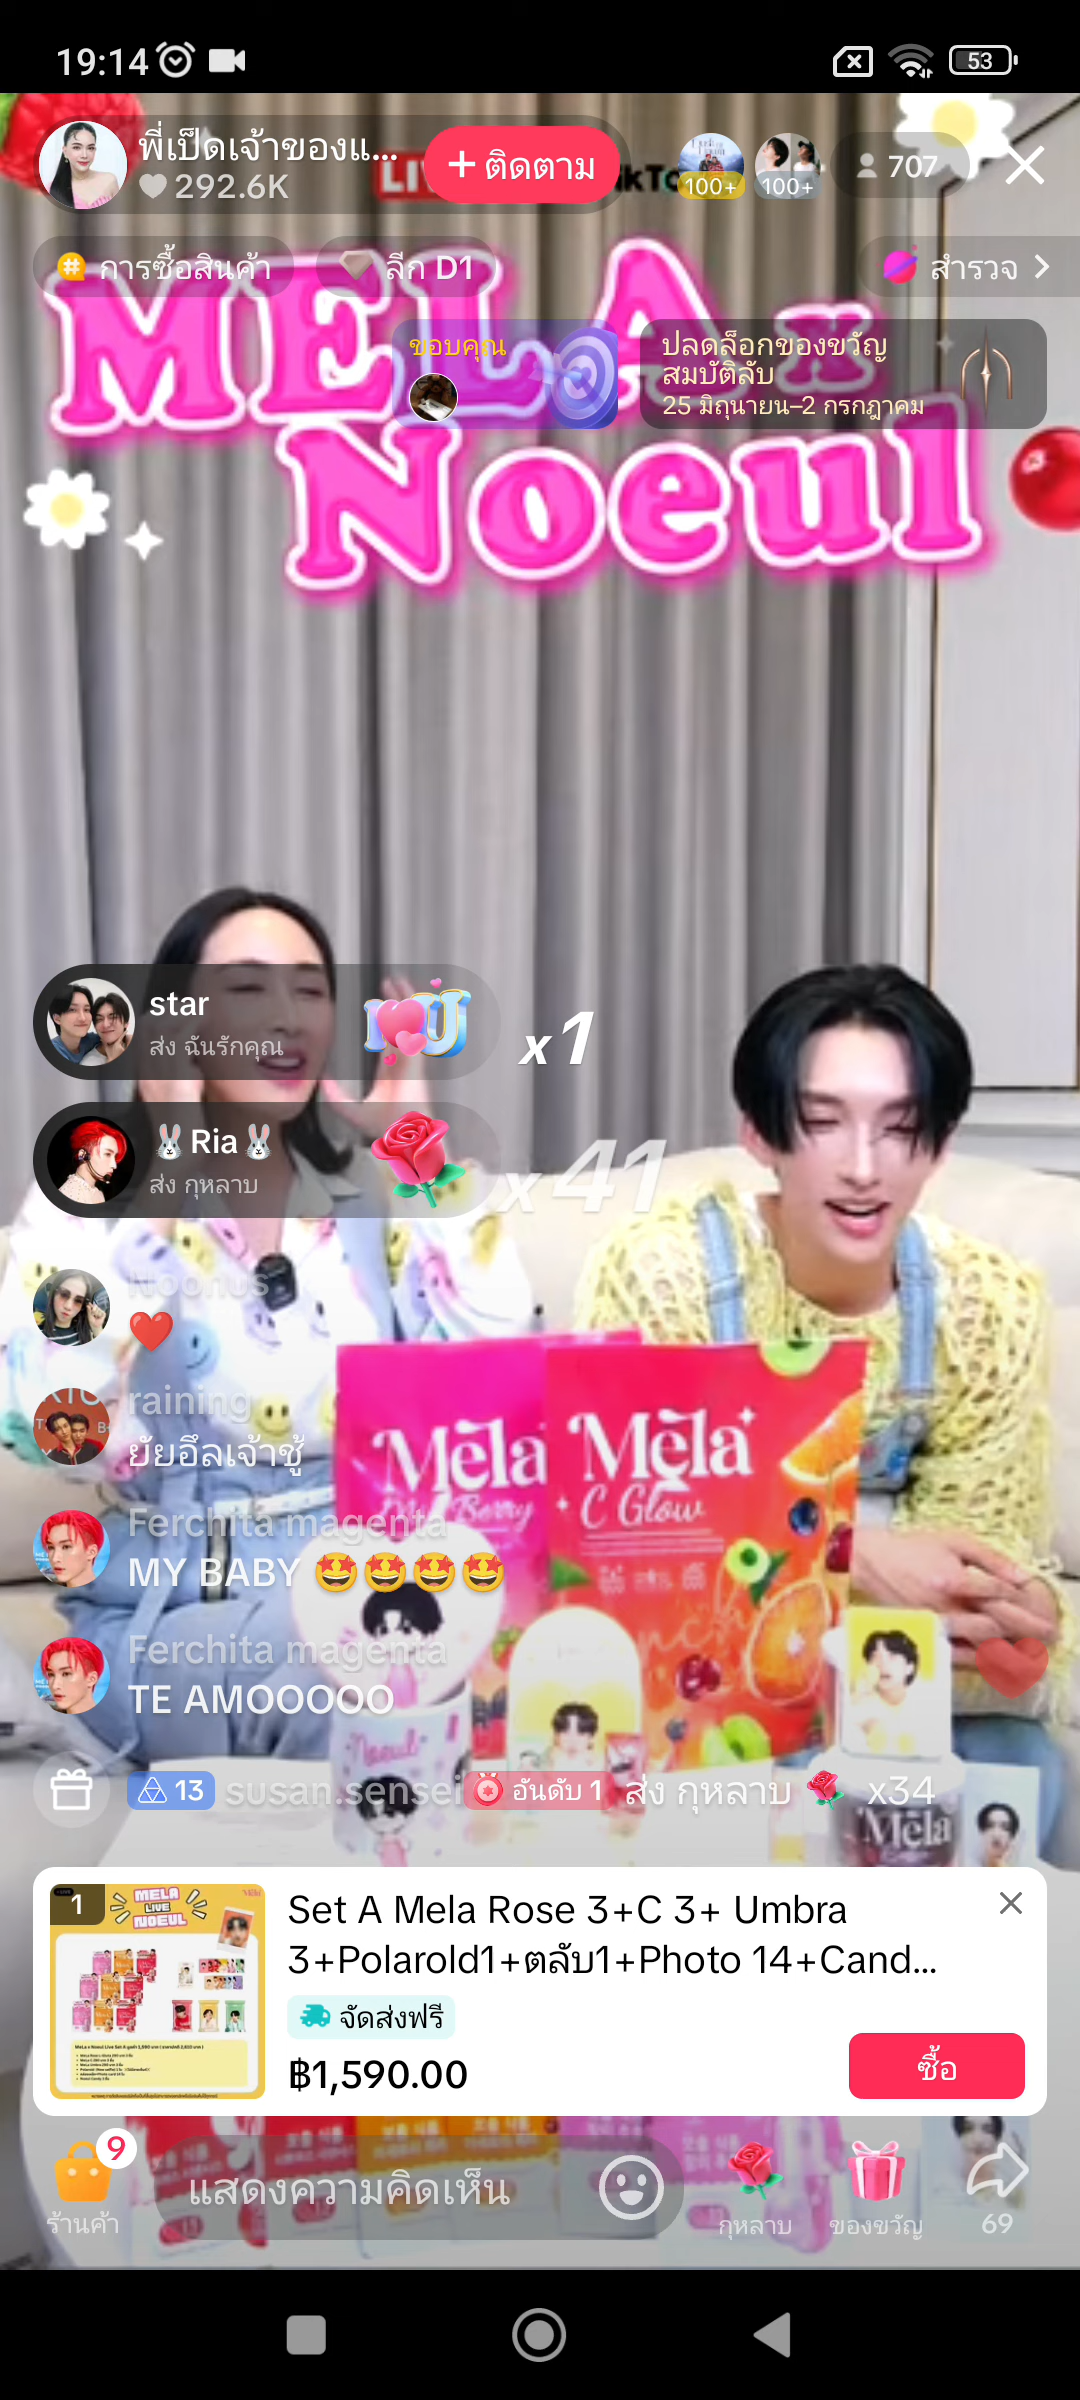 19:14
53
พี่เป็ดเจ้าของแ...
292.6K
+ ติดตาม
100+
100+
707
การซื้อสินค้า
ลีก D1
สำรวจ
MELA x
Noeul
ขอบคุณ
ปลดล็อกของขวัญ
สมบัติลับ
25 มิถุนายน–2 กรกฎาคม
star
ส่ง ฉันรักคุณ
x1
🐰Ria🐰
ส่ง กุหลาบ
x41
Noonus
❤️
raining
ยัยอึลเจ้าชู้
Mela
Mela
C Glow
Ferchita magenta
MY BABY 🤩🤩🤩🤩
Ferchita magenta
TE AMOOOOO
Noeul
13 susan.sensei อันดับ 1 ส่ง กุหลาบ 🌹 x34
Mela
1
MELA
LIVE
NOEUL
Set A Mela Rose 3+C 3+ Umbra
3+Polarold1+ตลับ1+Photo 14+Cand...
จัดส่งฟรี
฿1,590.00
ซื้อ
9
ร้านค้า
แสดงความคิดเห็น
กุหลาบ
ของขวัญ
69